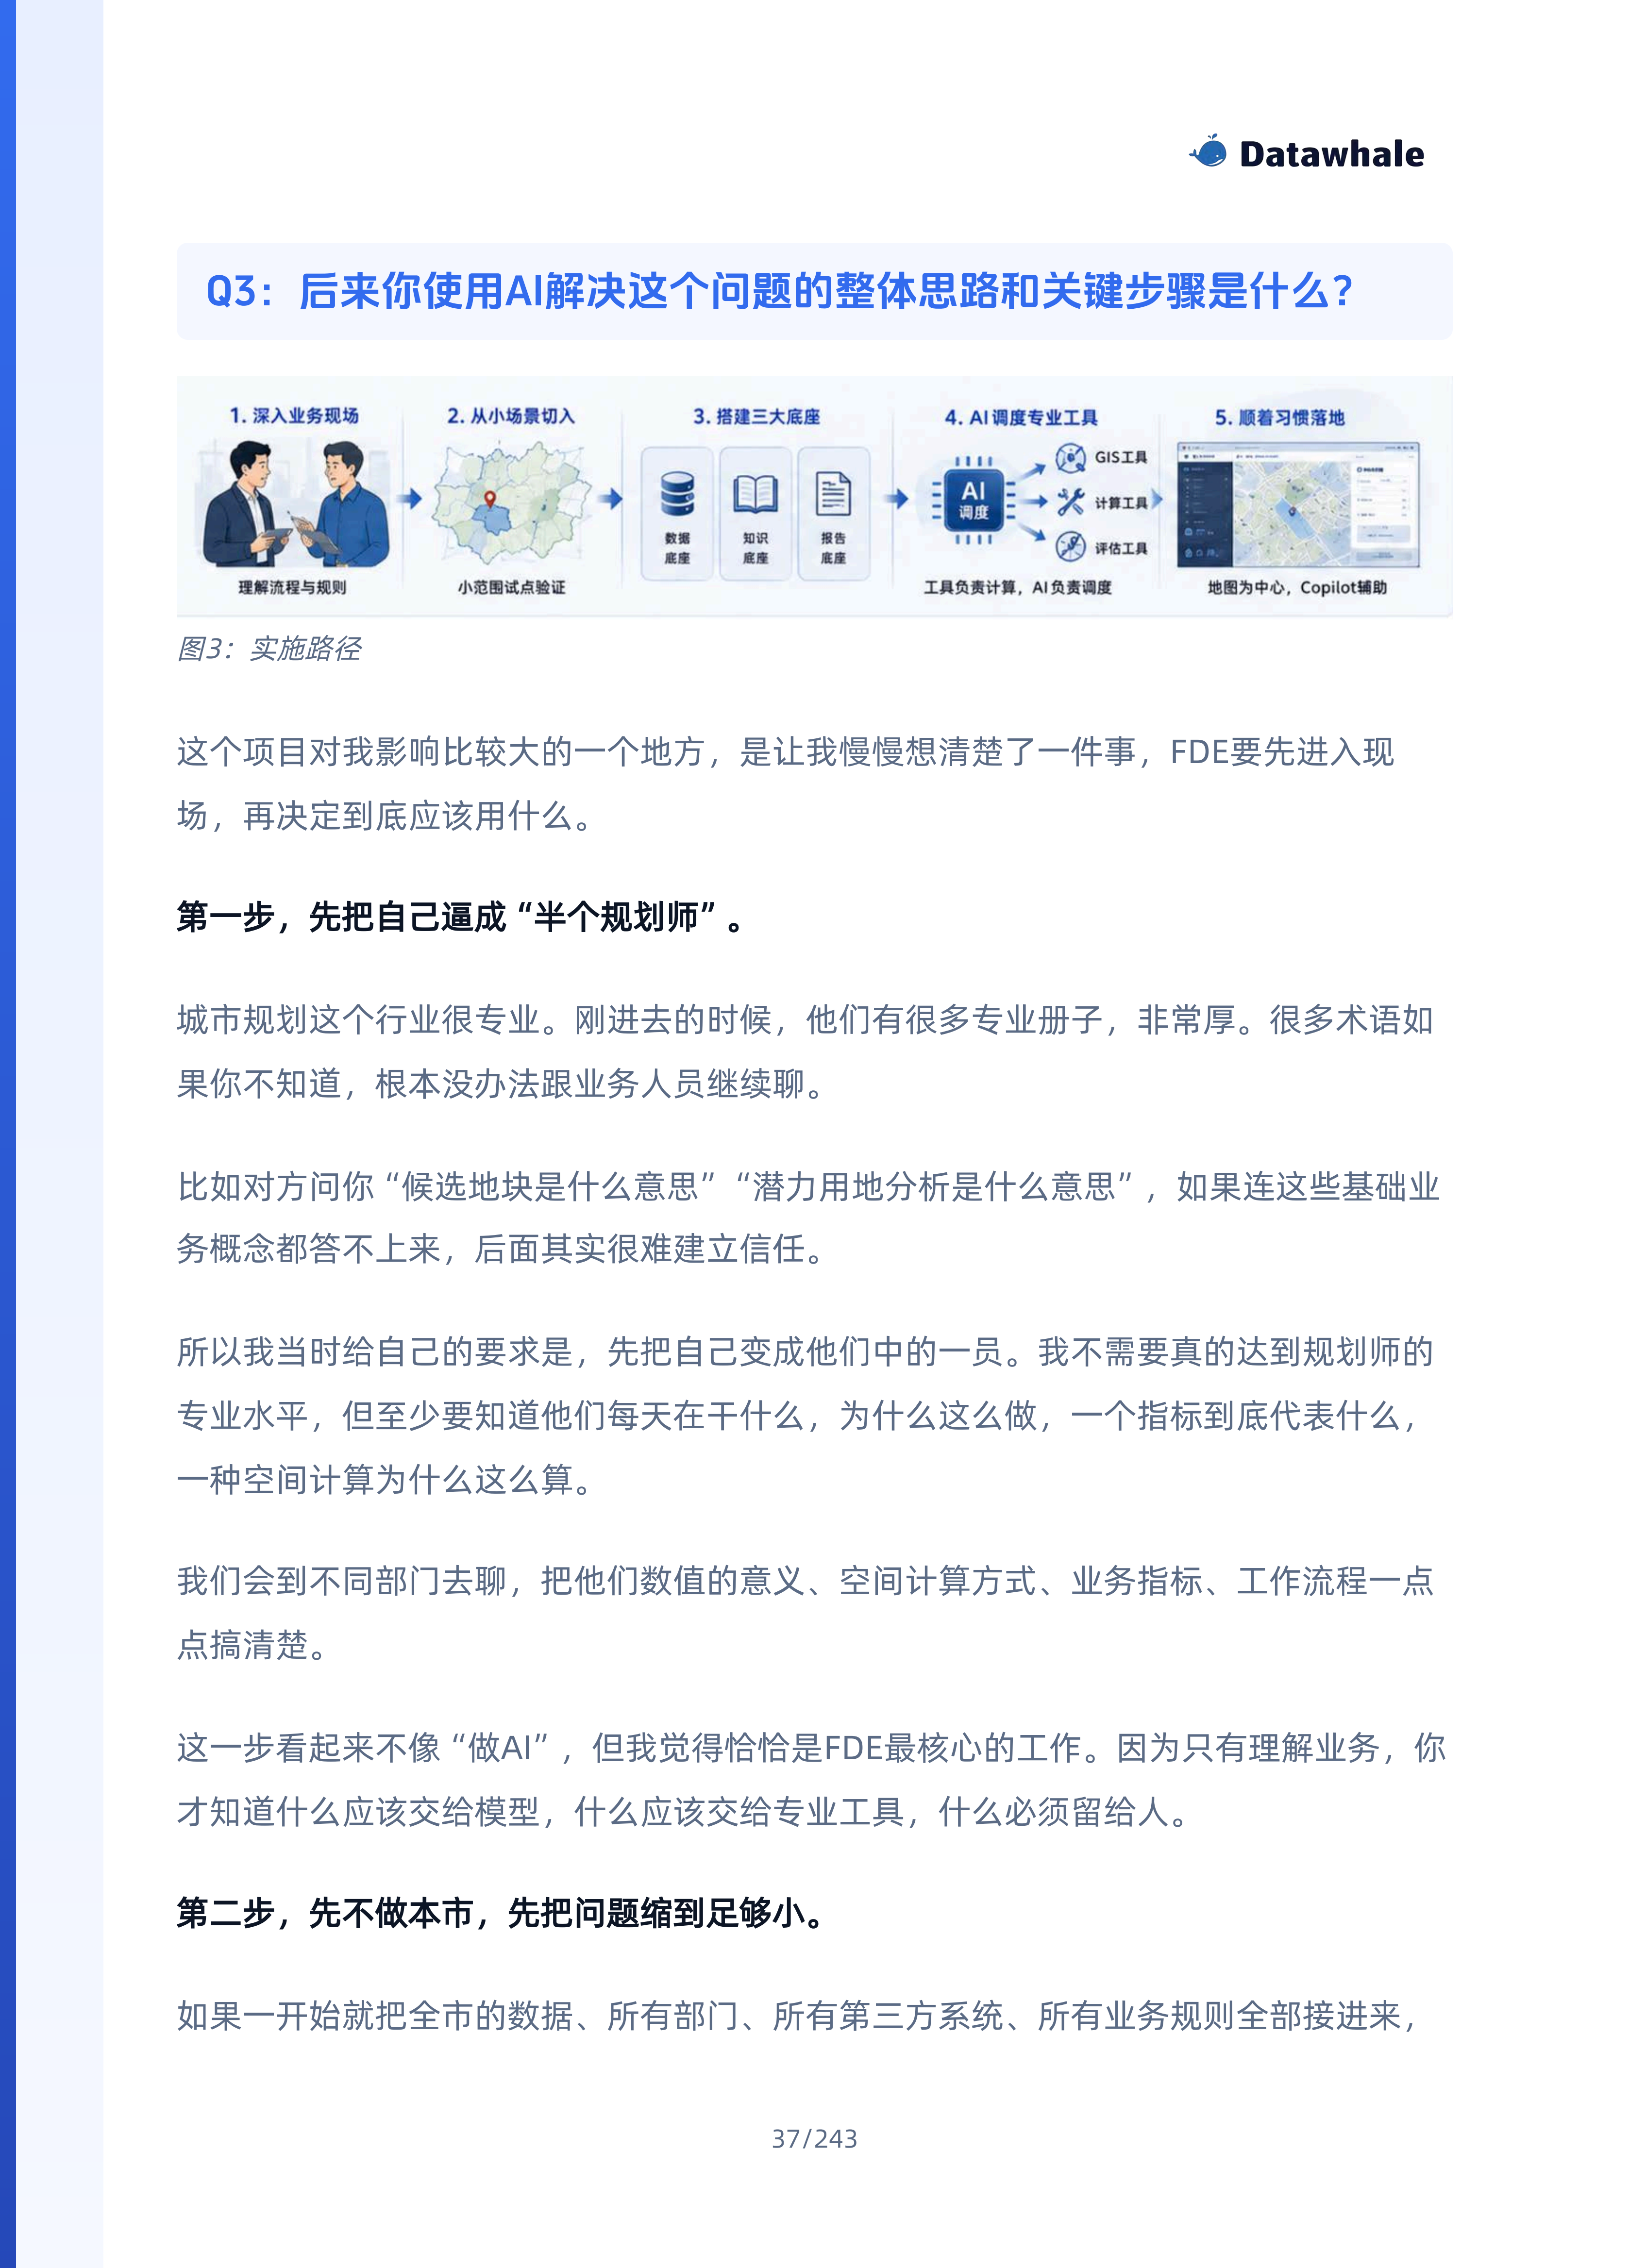 Datawhale
Q3：后来你使用AI解决这个问题的整体思路和关键步骤是什么？
1. 深入业务现场
2. 从小场景切入
3. 搭建三大底座
4. AI调度专业工具
5. 顺着习惯落地
GIS工具
AI
调度
计算工具
数据
底座
知识
底座
报告
底座
评估工具
理解流程与规则
小范围试点验证
工具负责计算，AI负责调度
地图为中心，Copilot辅助
图3：实施路径
这个项目对我影响比较大的一个地方，是让我慢慢想清楚了一件事，FDE要先进入现
场，再决定到底应该用什么。
第一步，先把自己逼成“半个规划师”。
城市规划这个行业很专业。刚进去的时候，他们有很多专业册子，非常厚。很多术语如
果你不知道，根本没办法跟业务人员继续聊。
比如对方问你“候选地块是什么意思”“潜力用地分析是什么意思”，如果连这些基础业
务概念都答不上来，后面其实很难建立信任。
所以我当时给自己的要求是，先把自己变成他们中的一员。我不需要真的达到规划师的
专业水平，但至少要知道他们每天在干什么，为什么这么做，一个指标到底代表什么，
一种空间计算为什么这么算。
我们会到不同部门去聊，把他们数值的意义、空间计算方式、业务指标、工作流程一点
点搞清楚。
这一步看起来不像“做AI”，但我觉得恰恰是FDE最核心的工作。因为只有理解业务，你
才知道什么应该交给模型，什么应该交给专业工具，什么必须留给人。
第二步，先不做本市，先把问题缩到足够小。
如果一开始就把全市的数据、所有部门、所有第三方系统、所有业务规则全部接进来，
37/243